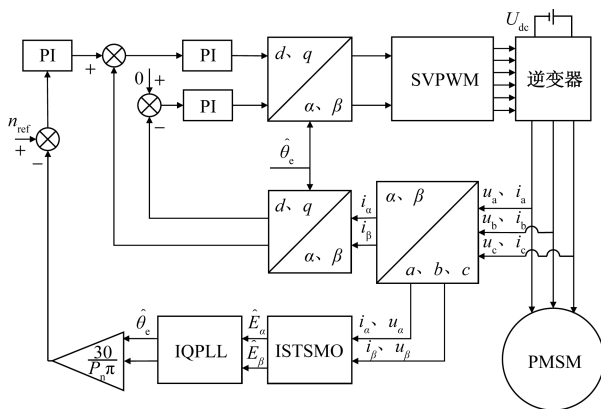 U_dc
PI
PI
d、q
SVPWM
逆变器
+
0
+
PI
α、β
n_ref
+
−
−
θ̂_e
u_a、i_a
d、q
i_α
α、β
u_b、i_b
i_β
u_c、i_c
α、β
a、b、c
θ̂_e
Ê_α
i_α、u_α
30/P_nπ
IQPLL
ISTSMO
PMSM
Ê_β
i_β、u_β